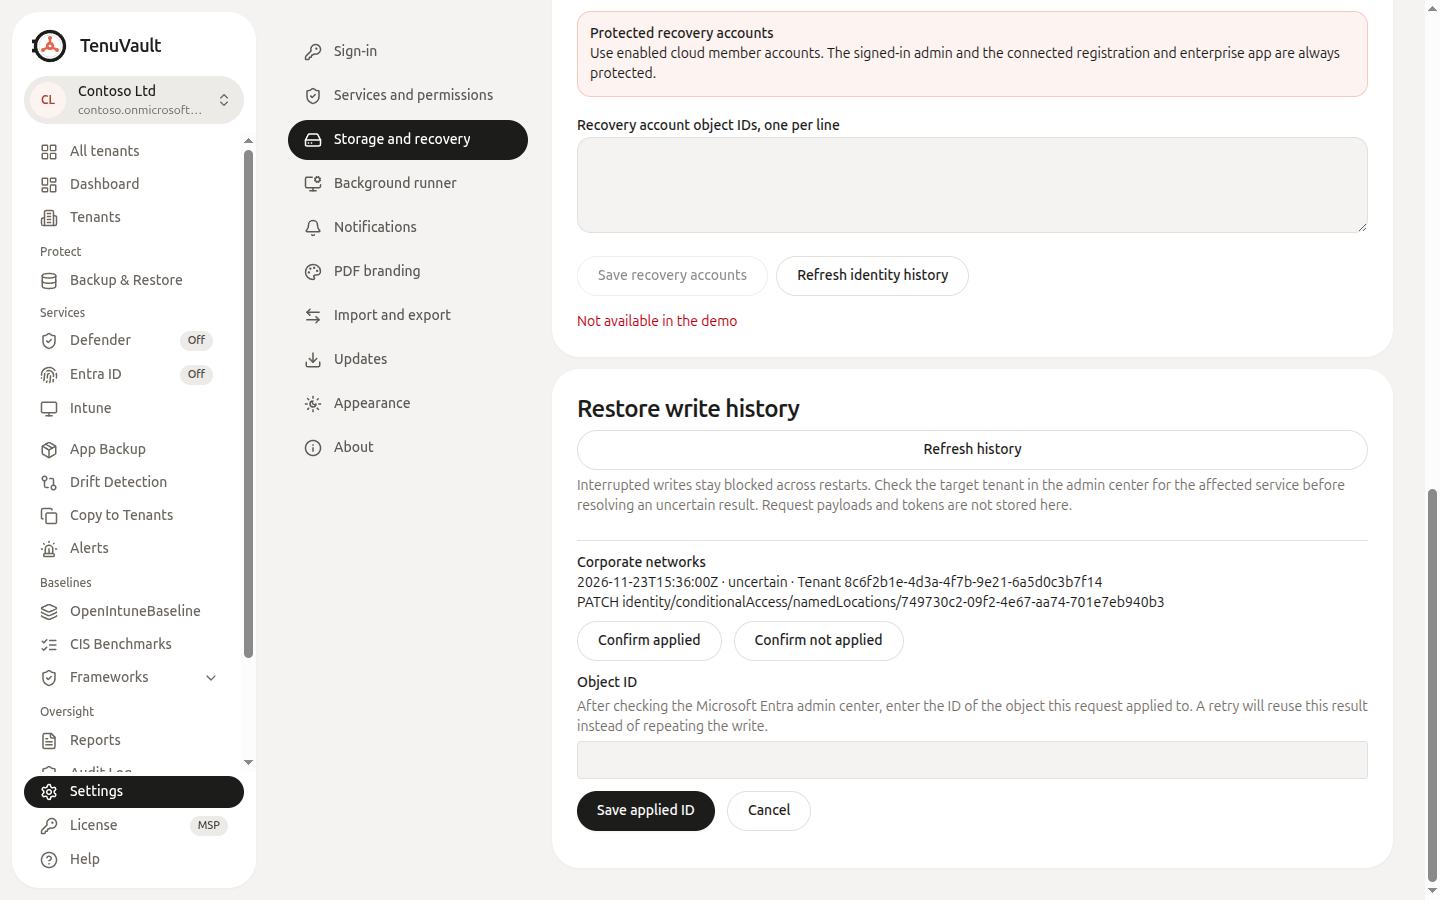 TenuVault
CL
Contoso Ltd
contoso.onmicrosoft...
All tenants
Dashboard
Tenants
Protect
Backup & Restore
Services
Defender
Off
Entra ID
Off
Intune
App Backup
Drift Detection
Copy to Tenants
Alerts
Baselines
OpenIntuneBaseline
CIS Benchmarks
Frameworks
Oversight
Reports
Audit Log
Settings
License
MSP
Help
Sign-in
Services and permissions
Storage and recovery
Background runner
Notifications
PDF branding
Import and export
Updates
Appearance
About
Protected recovery accounts
Use enabled cloud member accounts. The signed-in admin and the connected registration and enterprise app are always
protected.
Recovery account object IDs, one per line
Save recovery accounts
Refresh identity history
Not available in the demo
Restore write history
Refresh history
Interrupted writes stay blocked across restarts. Check the target tenant in the admin center for the affected service before
resolving an uncertain result. Request payloads and tokens are not stored here.
Corporate networks
2026-11-23T15:36:00Z · uncertain · Tenant 8c6f2b1e-4d3a-4f7b-9e21-6a5d0c3b7f14
PATCH identity/conditionalAccess/namedLocations/749730c2-09f2-4e67-aa74-701e7eb940b3
Confirm applied
Confirm not applied
Object ID
After checking the Microsoft Entra admin center, enter the ID of the object this request applied to. A retry will reuse this result
instead of repeating the write.
Save applied ID
Cancel